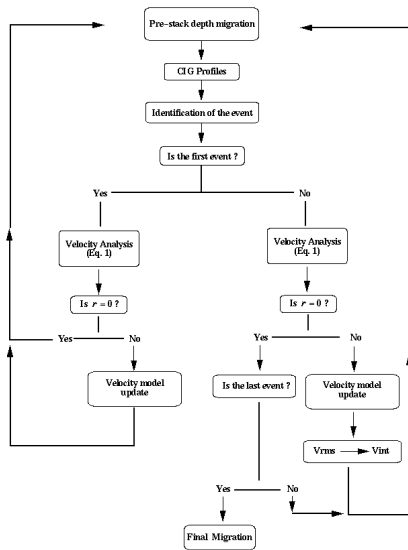 Pre-stack depth migration
CIG Profiles
Identification of the event
Is the first event ?
Yes
No
Velocity Analysis
(Eq. 1)
Velocity Analysis
(Eq. 1)
Is r = 0 ?
Is r = 0 ?
Yes
No
Yes
No
Velocity model
update
Is the last event ?
Velocity model
update
Vrms
Vint
Yes
No
Final Migration